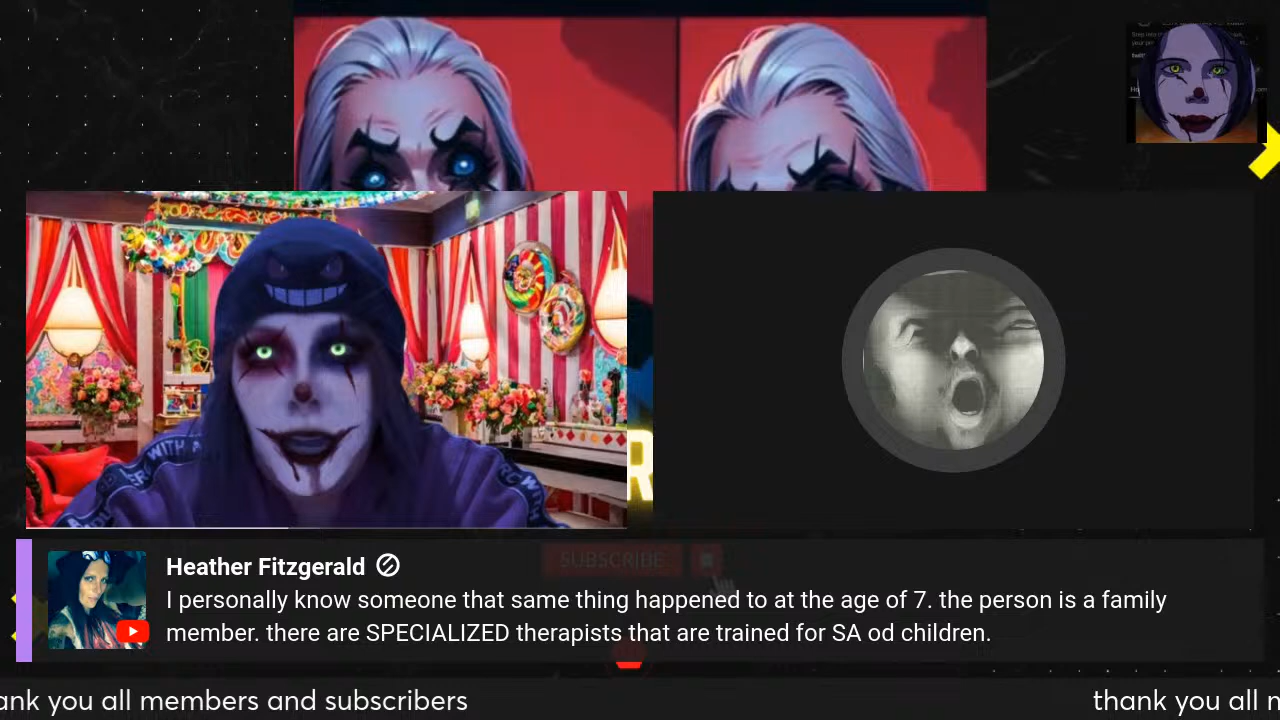 Heather Fitzgerald
I personally know someone that same thing happened to at the age of 7. the person is a family
member. there are SPECIALIZED therapists that are trained for SA od children.
SUBSCRIBE
ank you all members and subscribers
thank you all